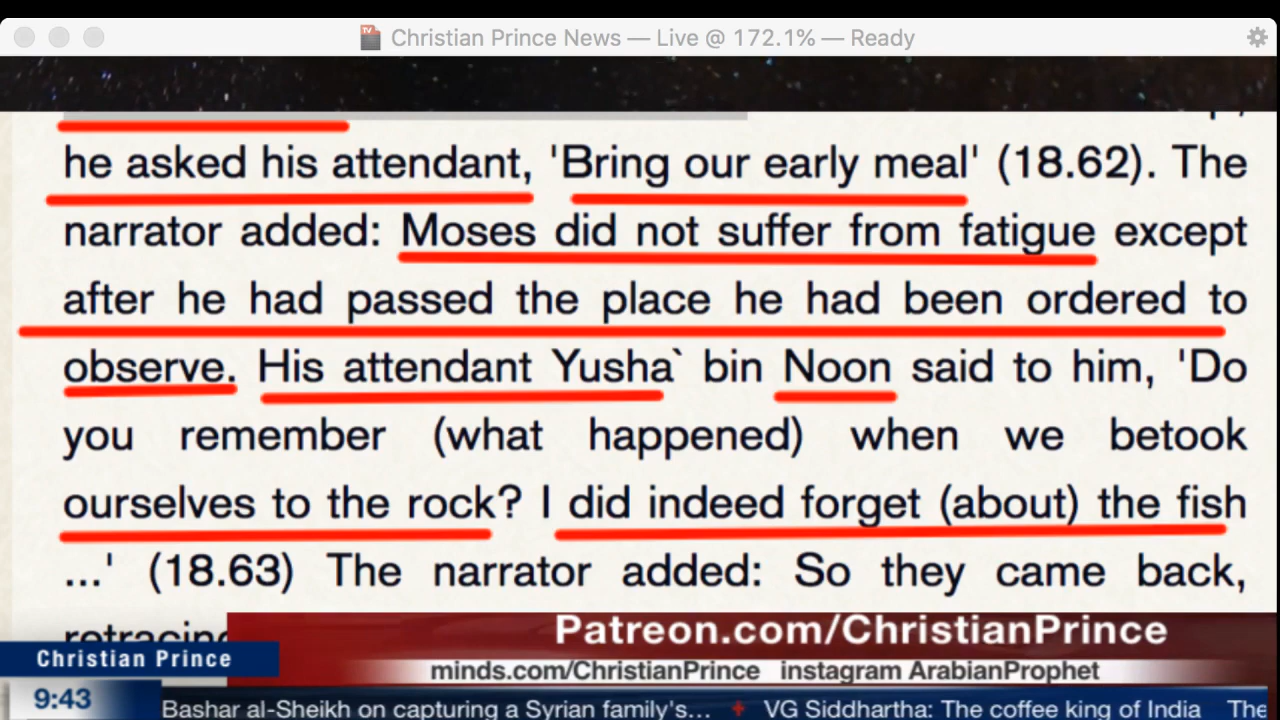 Christian Prince News — Live @ 172.1% — Ready
he asked his attendant, 'Bring our early meal' (18.62). The
narrator added: Moses did not suffer from fatigue except
after he had passed the place he had been ordered to
observe. His attendant Yusha` bin Noon said to him, 'Do
you remember (what happened) when we betook
ourselves to the rock? I did indeed forget (about) the fish
...' (18.63) The narrator added: So they came back,
Patreon.com/ChristianPrince
Christian Prince
minds.com/ChristianPrince instagram ArabianProphet
9:43
Bashar al-Sheikh on capturing a Syrian family's... VG Siddhartha: The coffee king of India The